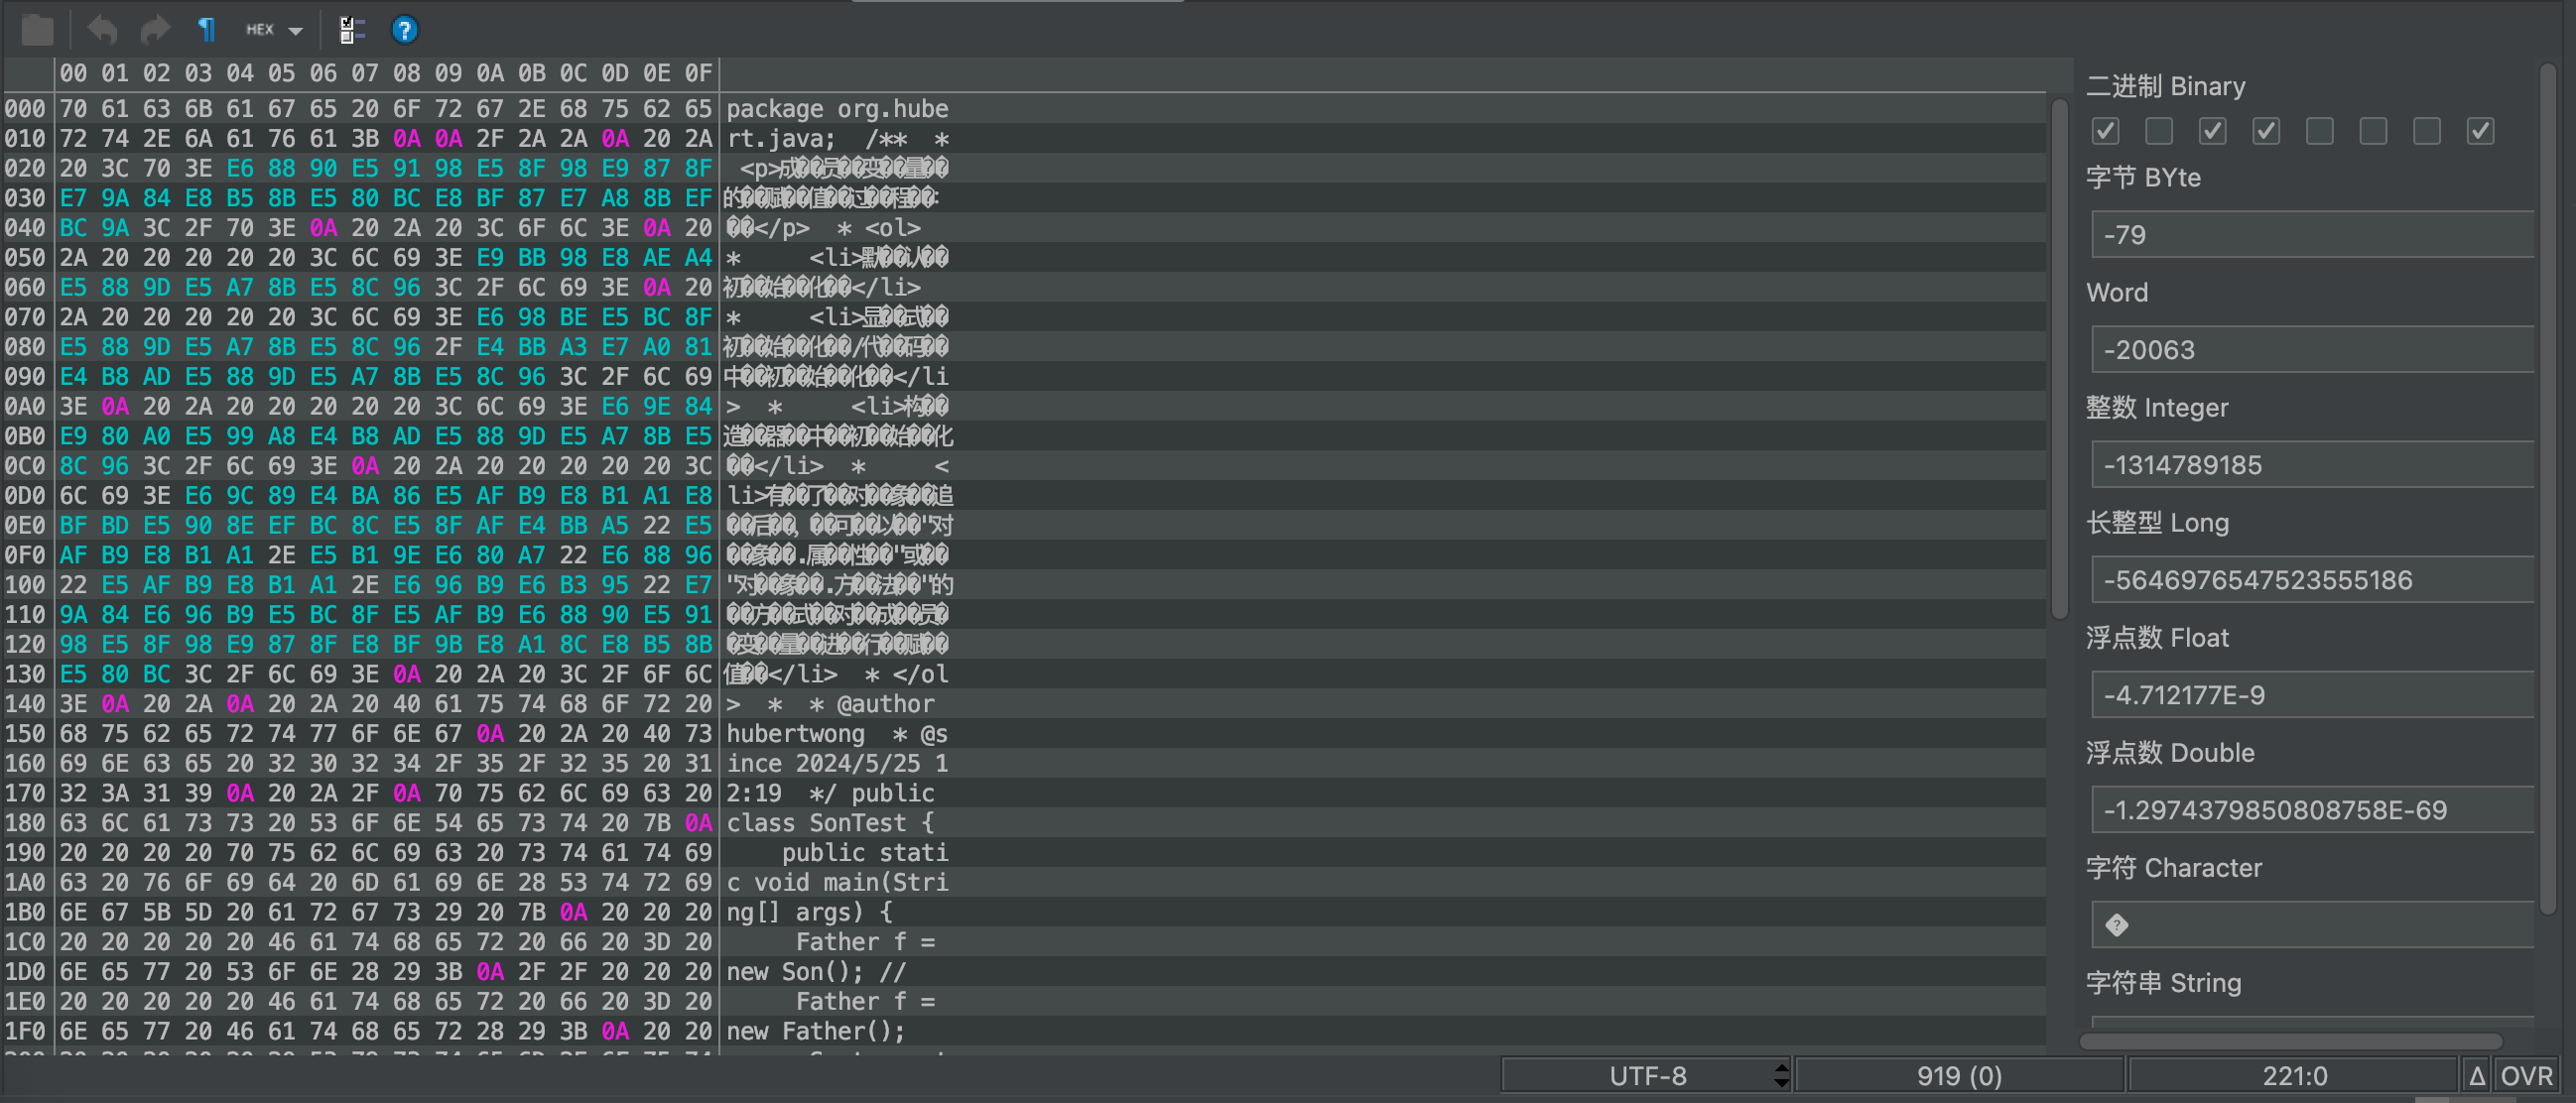 HEX
00 01 02 03 04 05 06 07 08 09 0A 0B 0C 0D 0E 0F
000 70 61 63 6B 61 67 65 20 6F 72 67 2E 68 75 62 65 package org.hube
010 72 74 2E 6A 61 76 61 3B 0A 0A 2F 2A 2A 0A 20 2A rt.java;  /** *
020 20 3C 70 3E E6 88 90 E5 91 98 E5 8F 98 E9 87 8F <p>成��员��变��量��
030 E7 9A 84 E8 B5 8B E5 80 BC E8 BF 87 E7 A8 8B EF 的��赋��值��过��程��:
040 BC 9A 3C 2F 70 3E 0A 20 2A 20 3C 6F 6C 3E 0A 20 ��</p> * <ol>
050 2A 20 20 20 20 20 3C 6C 69 3E E9 BB 98 E8 AE A4 *     <li>默��认��
060 E5 88 9D E5 A7 8B E5 8C 96 3C 2F 6C 69 3E 0A 20 初��始��化��</li>
070 2A 20 20 20 20 20 3C 6C 69 3E E6 98 BE E5 BC 8F *     <li>显��式��
080 E5 88 9D E5 A7 8B E5 8C 96 2F E4 BB A3 E7 A0 81 初��始��化��/代��码��
090 E4 B8 AD E5 88 9D E5 A7 8B E5 8C 96 3C 2F 6C 69 中��初��始��化��</li
0A0 3E 0A 20 2A 20 20 20 20 20 3C 6C 69 3E E6 9E 84 > *     <li>构��
0B0 E9 80 A0 E5 99 A8 E4 B8 AD E5 88 9D E5 A7 8B E5 造��器��中��初��始��化
0C0 8C 96 3C 2F 6C 69 3E 0A 20 2A 20 20 20 20 20 3C ��</li> *     <
0D0 6C 69 3E E6 9C 89 E4 BA 86 E5 AF B9 E8 B1 A1 E8 li>有��了��对��象��追
0E0 BF BD E5 90 8E EF BC 8C E5 8F AF E4 BB A5 22 E5 ��后��,��可��以��"对
0F0 AF B9 E8 B1 A1 2E E5 B1 9E E6 80 A7 22 E6 88 96 ��象��.属��性��"或��
100 22 E5 AF B9 E8 B1 A1 2E E6 96 B9 E6 B3 95 22 E7 "对��象��.方��法��"的
110 9A 84 E6 96 B9 E5 BC 8F E5 AF B9 E6 88 90 E5 91 ��方��式��对��成��员�
120 98 E5 8F 98 E9 87 8F E8 BF 9B E8 A1 8C E8 B5 8B �变��量��进��行��赋��
130 E5 80 BC 3C 2F 6C 69 3E 0A 20 2A 20 3C 2F 6F 6C 值��</li> * </ol
140 3E 0A 20 2A 0A 20 2A 20 40 61 75 74 68 6F 72 20 > * * @author
150 68 75 62 65 72 74 77 6F 6E 67 0A 20 2A 20 40 73 hubertwong * @s
160 69 6E 63 65 20 32 30 32 34 2F 35 2F 32 35 20 31 ince 2024/5/25 1
170 32 3A 31 39 0A 20 2A 2F 0A 70 75 62 6C 69 63 20 2:19 */ public
180 63 6C 61 73 73 20 53 6F 6E 54 65 73 74 20 7B 0A class SonTest {
190 20 20 20 20 70 75 62 6C 69 63 20 73 74 61 74 69 public stati
1A0 63 20 76 6F 69 64 20 6D 61 69 6E 28 53 74 72 69 c void main(Stri
1B0 6E 67 5B 5D 20 61 72 67 73 29 20 7B 0A 20 20 20 ng[] args) {
1C0 20 20 20 20 20 46 61 74 68 65 72 20 66 20 3D 20 Father f =
1D0 6E 65 77 20 53 6F 6E 28 29 3B 0A 2F 2F 20 20 20 new Son(); //
1E0 20 20 20 20 20 46 61 74 68 65 72 20 66 20 3D 20 Father f =
1F0 6E 65 77 20 46 61 74 68 65 72 28 29 3B 0A 20 20 new Father();
二进制 Binary
字节 BYte
-79
Word
-20063
整数 Integer
-1314789185
长整型 Long
-5646976547523555186
浮点数 Float
-4.712177E-9
浮点数 Double
-1.2974379850808758E-69
字符 Character
�
字符串 String
UTF-8 919 (0) 221:0 Δ OVR